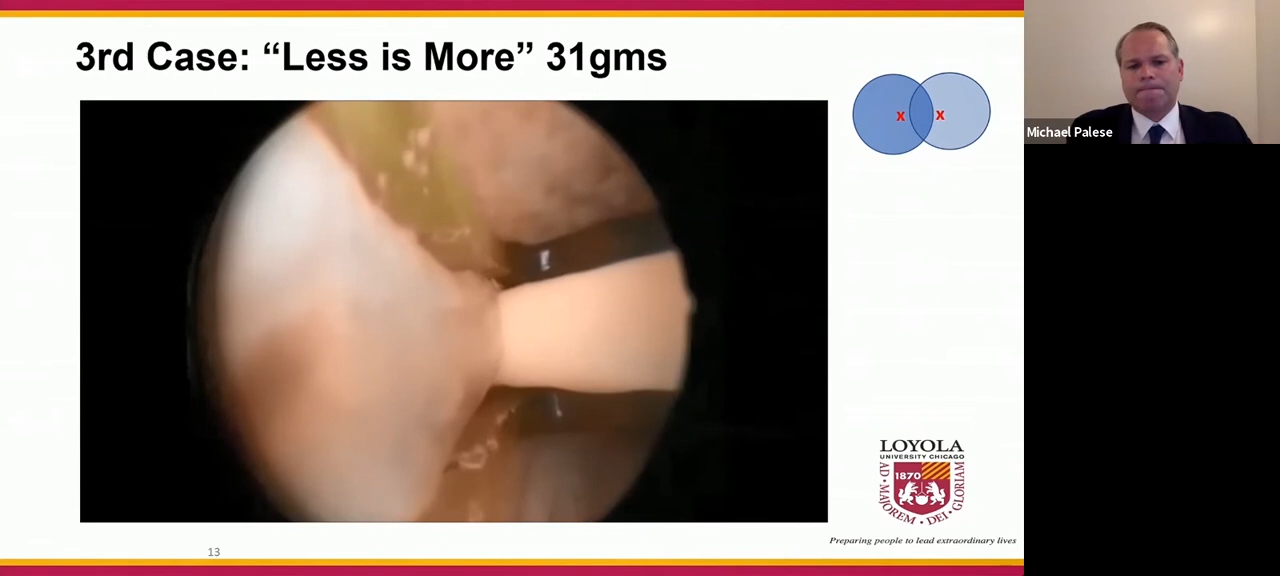 3rd Case: “Less is More” 31gms
x x
Michael Palese
LOYOLA
UNIVERSITY CHICAGO
1870
AD • MAJOREM • DEI • GLORIAM
Preparing people to lead extraordinary lives
13